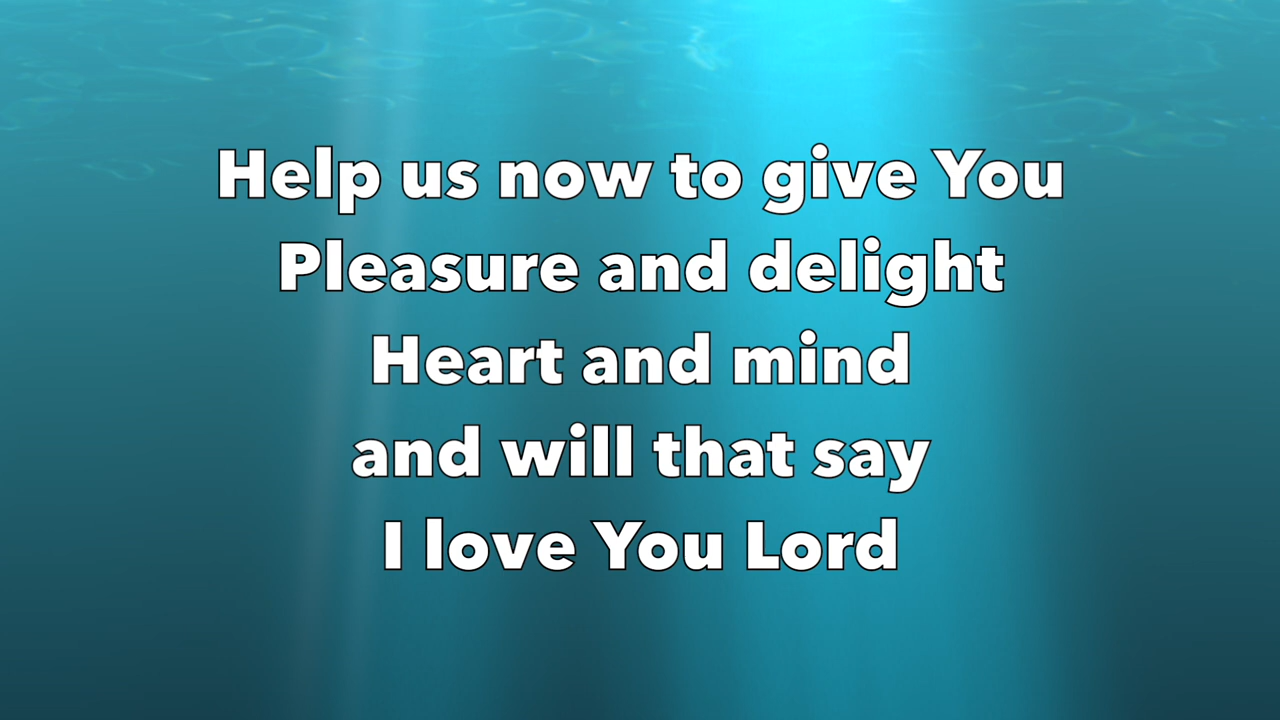 Help us now to give You
Pleasure and delight
Heart and mind
and will that say
I love You Lord